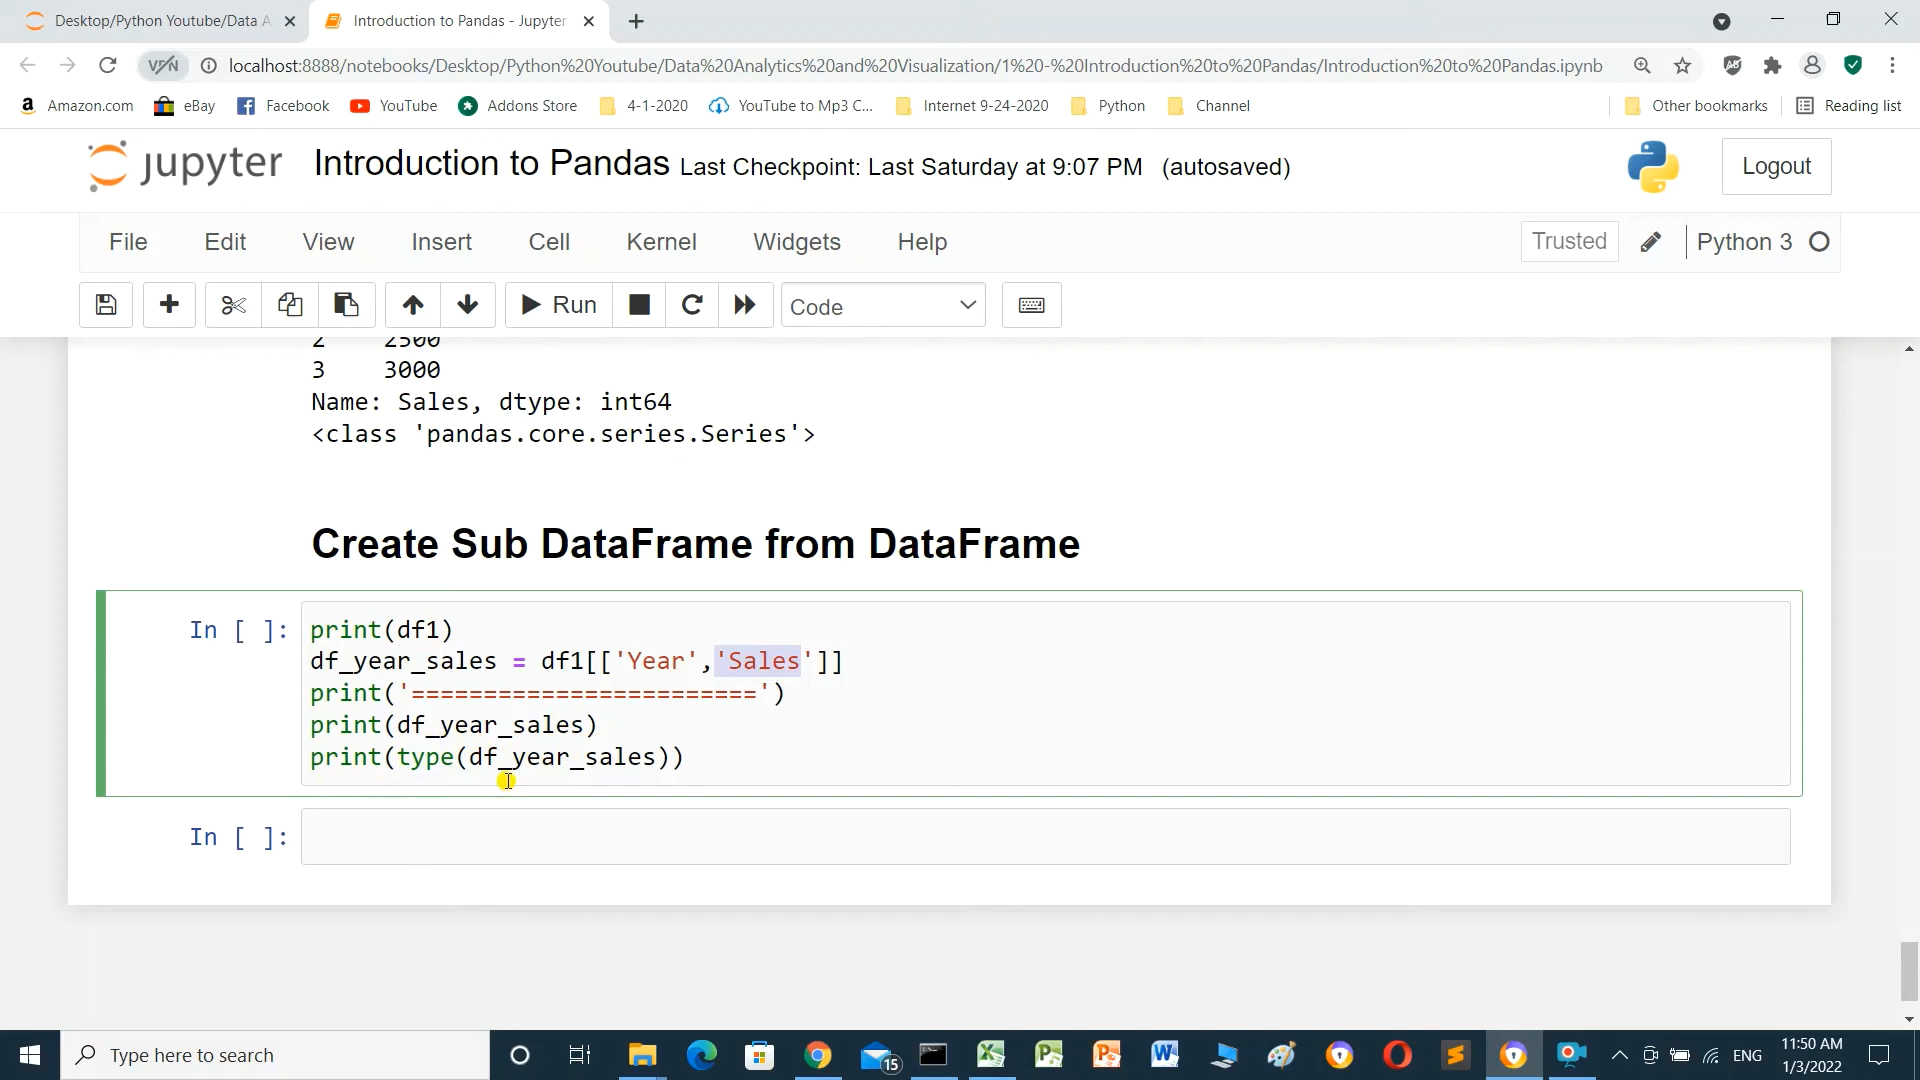 Desktop/Python Youtube/Data A
Introduction to Pandas - Jupyter
VPN
localhost:8888/notebooks/Desktop/Python%20Youtube/Data%20Analytics%20and%20Visualization/1%20-%20Introduction%20to%20Pandas/Introduction%20to%20Pandas.ipynb
Amazon.com
eBay
Facebook
YouTube
Addons Store
4-1-2020
YouTube to Mp3 C...
Internet 9-24-2020
Python
Channel
Other bookmarks
Reading list
jupyter
Introduction to Pandas Last Checkpoint: Last Saturday at 9:07 PM (autosaved)
Logout
File Edit View Insert Cell Kernel Widgets Help
Trusted
Python 3
Run
Code
2 2500
3 3000
Name: Sales, dtype: int64
<class 'pandas.core.series.Series'>
Create Sub DataFrame from DataFrame
In [ ]:
print(df1)
df_year_sales = df1[['Year','Sales']]
print('========================')
print(df_year_sales)
print(type(df_year_sales))
In [ ]:
Type here to search
15
ENG
11:50 AM
1/3/2022